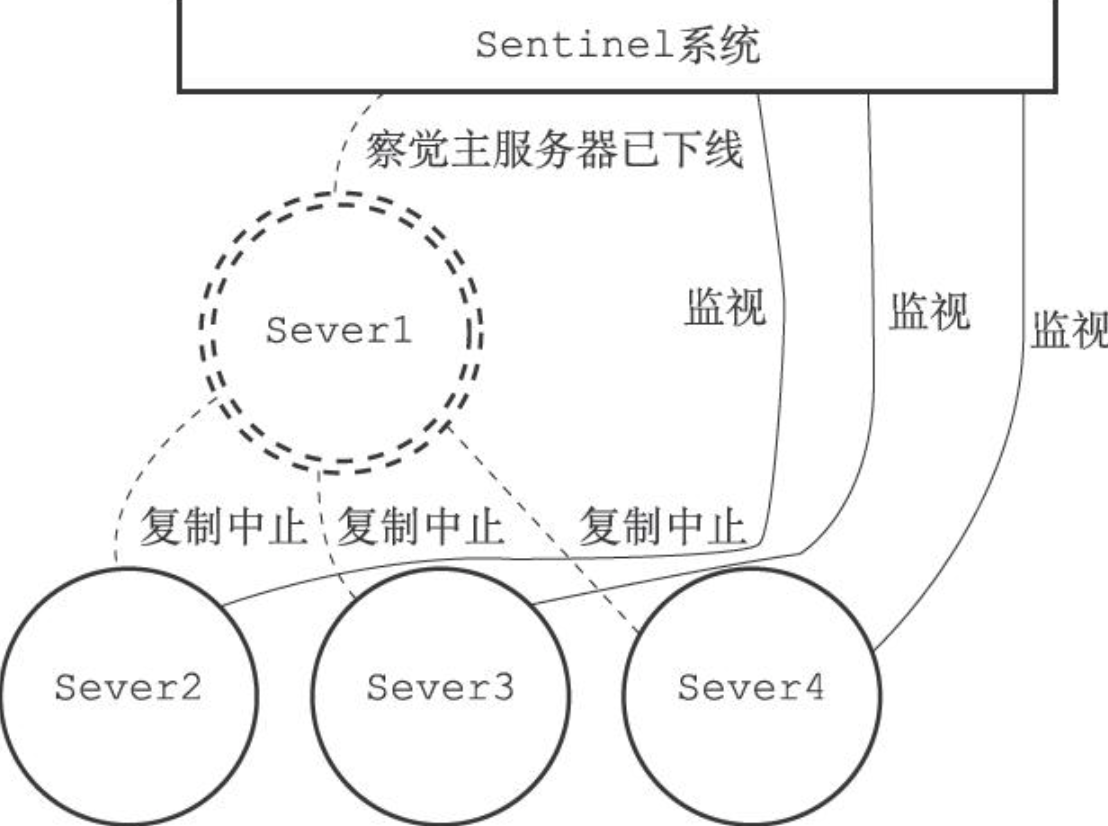 Sentinel系统
察觉主服务器已下线
监视
监视
监视
Sever1
复制中止
复制中止
复制中止
Sever2
Sever3
Sever4